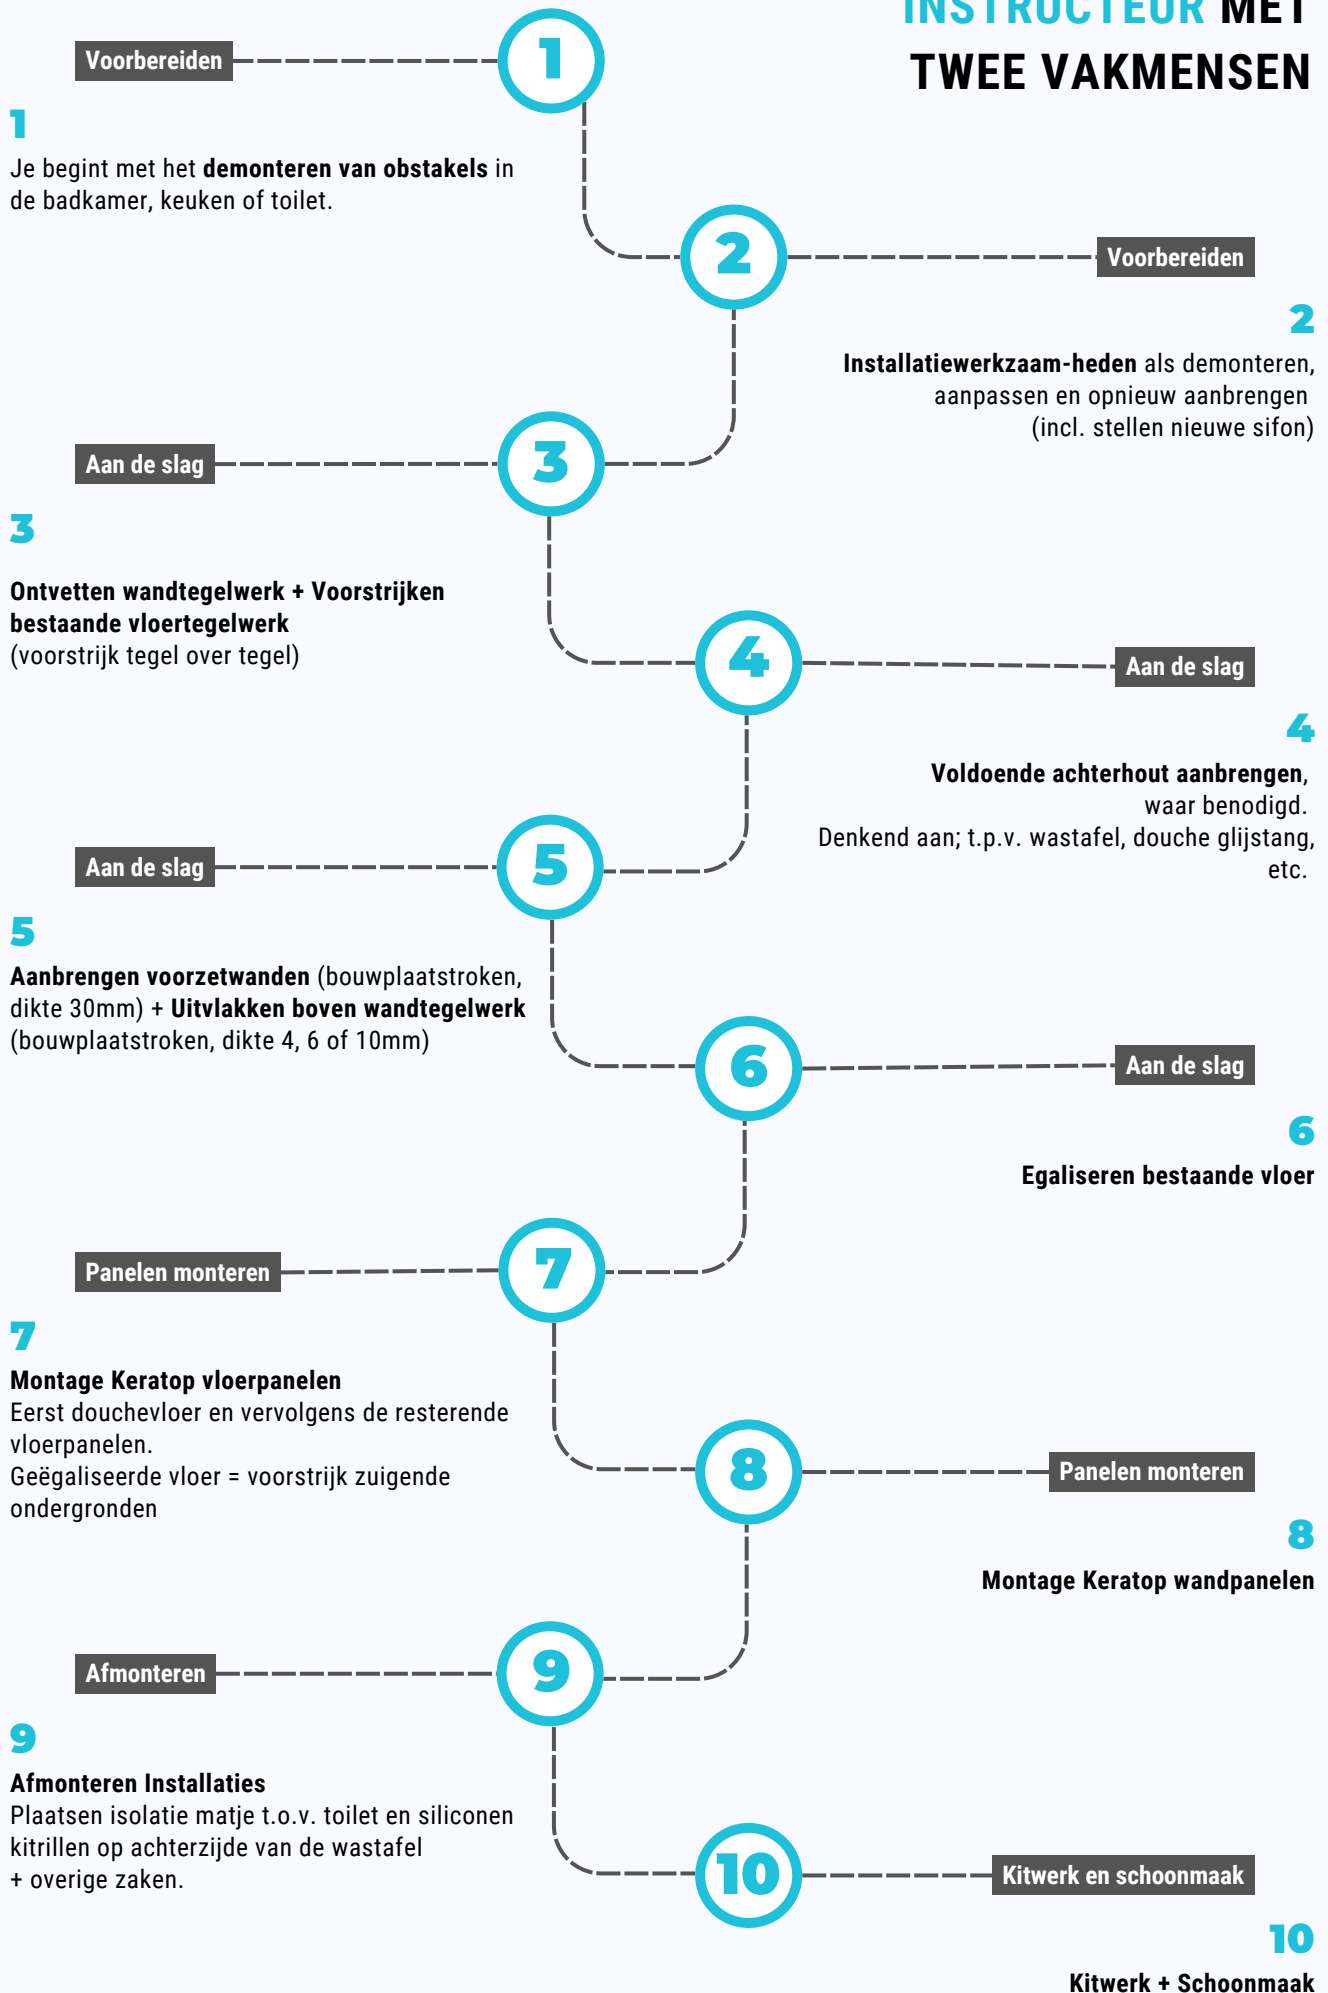 INSTRUCTEUR MET
TWEE VAKMENSEN
Voorbereiden
1
1
Je begint met het demonteren van obstakels in
de badkamer, keuken of toilet.
2
Voorbereiden
2
Installatiewerkzaam-heden als demonteren,
aanpassen en opnieuw aanbrengen
(incl. stellen nieuwe sifon)
Aan de slag
3
3
Ontvetten wandtegelwerk + Voorstrijken
bestaande vloertegelwerk
(voorstrijk tegel over tegel)
4
Aan de slag
4
Voldoende achterhout aanbrengen,
waar benodigd.
Denkend aan; t.p.v. wastafel, douche glijstang,
etc.
Aan de slag
5
5
Aanbrengen voorzetwanden (bouwplaatstroken,
dikte 30mm) + Uitvlakken boven wandtegelwerk
(bouwplaatstroken, dikte 4, 6 of 10mm)
6
Aan de slag
6
Egaliseren bestaande vloer
Panelen monteren
7
7
Montage Keratop vloerpanelen
Eerst douchevloer en vervolgens de resterende
vloerpanelen.
Geëgaliseerde vloer = voorstrijk zuigende
ondergronden
8
Panelen monteren
8
Montage Keratop wandpanelen
Afmonteren
9
9
Afmonteren Installaties
Plaatsen isolatie matje t.o.v. toilet en siliconen
kitrillen op achterzijde van de wastafel
+ overige zaken.
10
Kitwerk en schoonmaak
10
Kitwerk + Schoonmaak